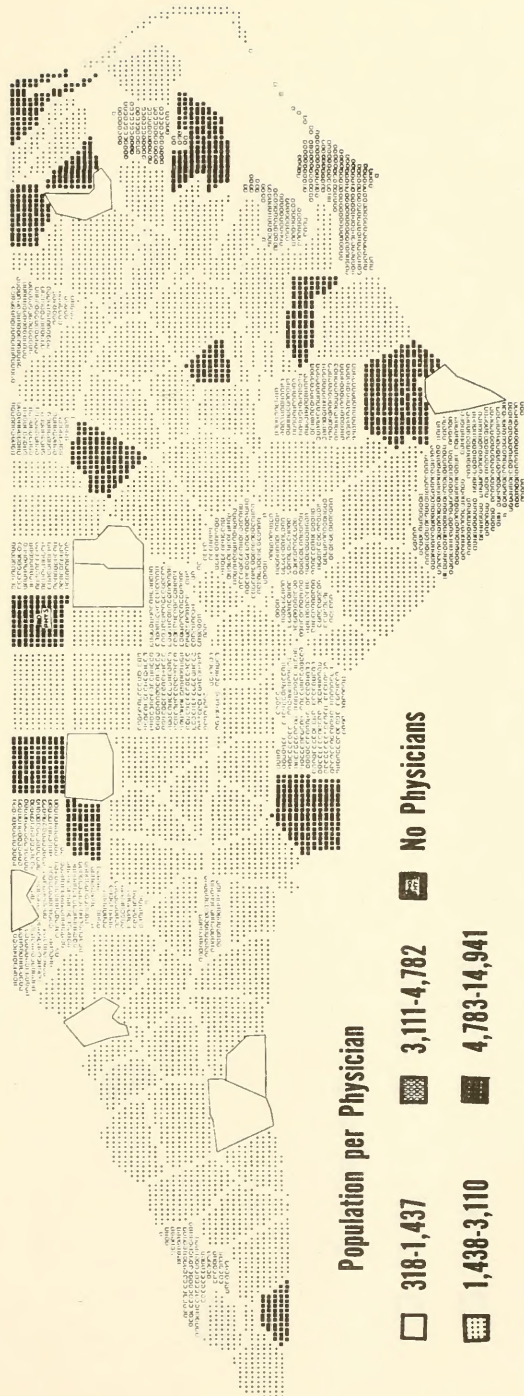 Population per Physician
318-1,437
3,111-4,782
No Physicians
1,438-3,110
4,783-14,941